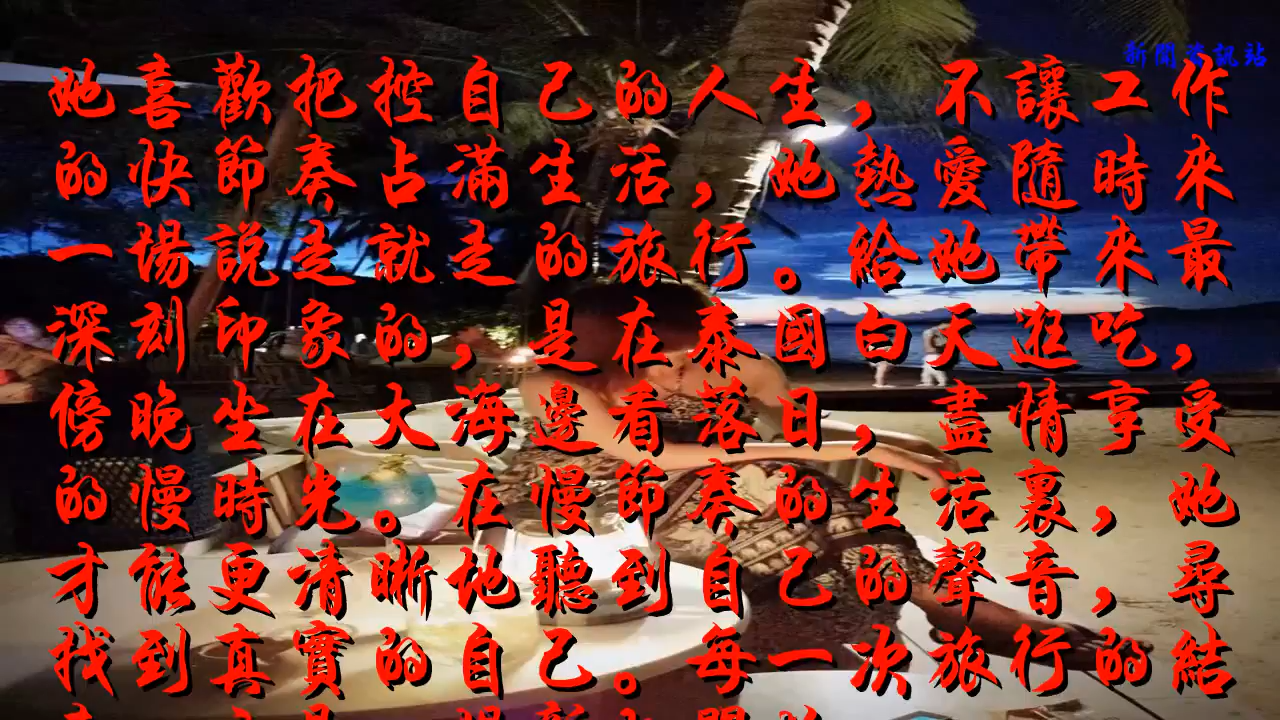 新聞資訊站
她喜歡把控自己的人生，不讓工作
的快節奏占滿生活，她熱愛隨時來
一場說走就走的旅行。給她帶來最
深刻印象的，是在泰國白天逛吃，
傍晚坐在大海邊看落日，盡情享受
的慢時光。在慢節奏的生活裏，她
才能更清晰地聽到自己的聲音，尋
找到真實的自己。每一次旅行的結